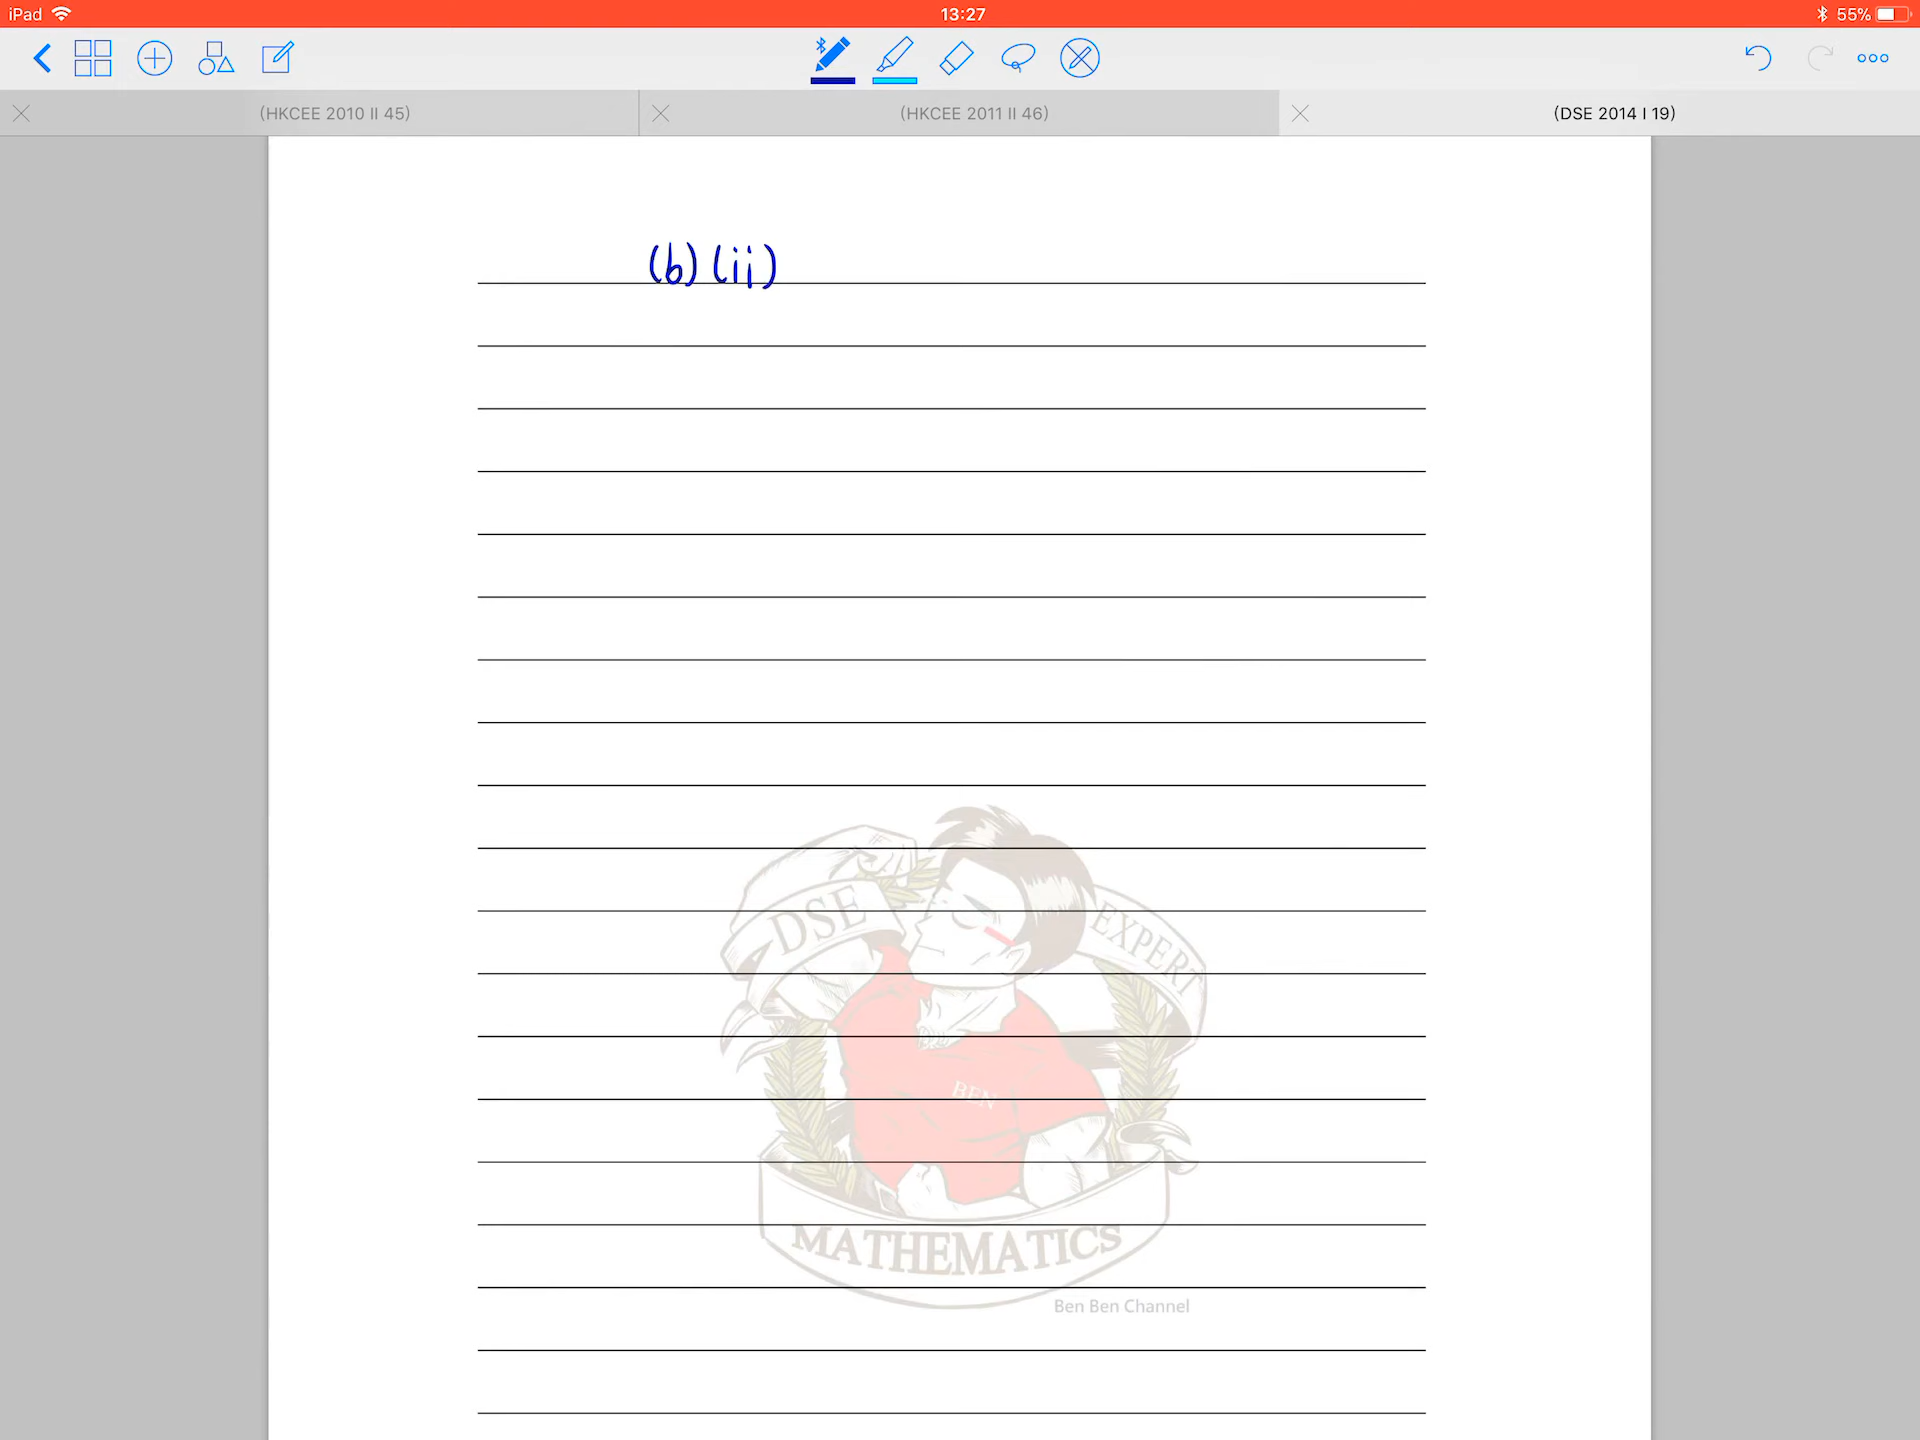 iPad 13:27 55%
(HKCEE 2010 II 45) (HKCEE 2011 II 46) (DSE 2014 I 19)
(b) (ii)
DSE EXPERT
BEN
MATHEMATICS
Ben Ben Channel